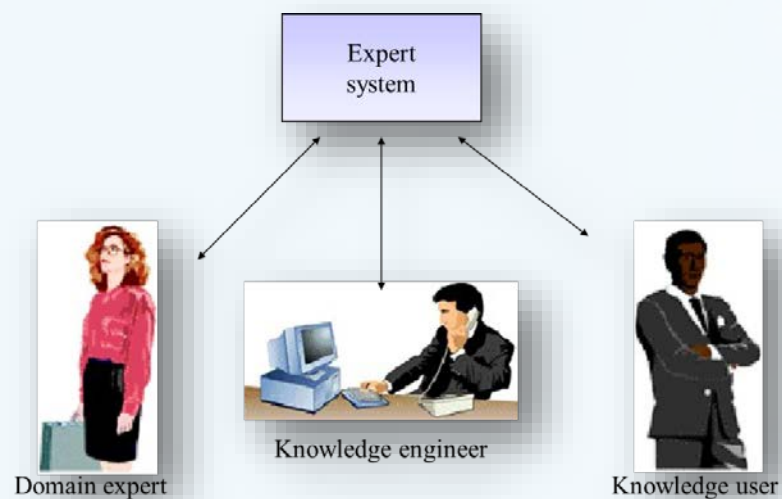 Expert
system
Knowledge engineer
Domain expert
Knowledge user